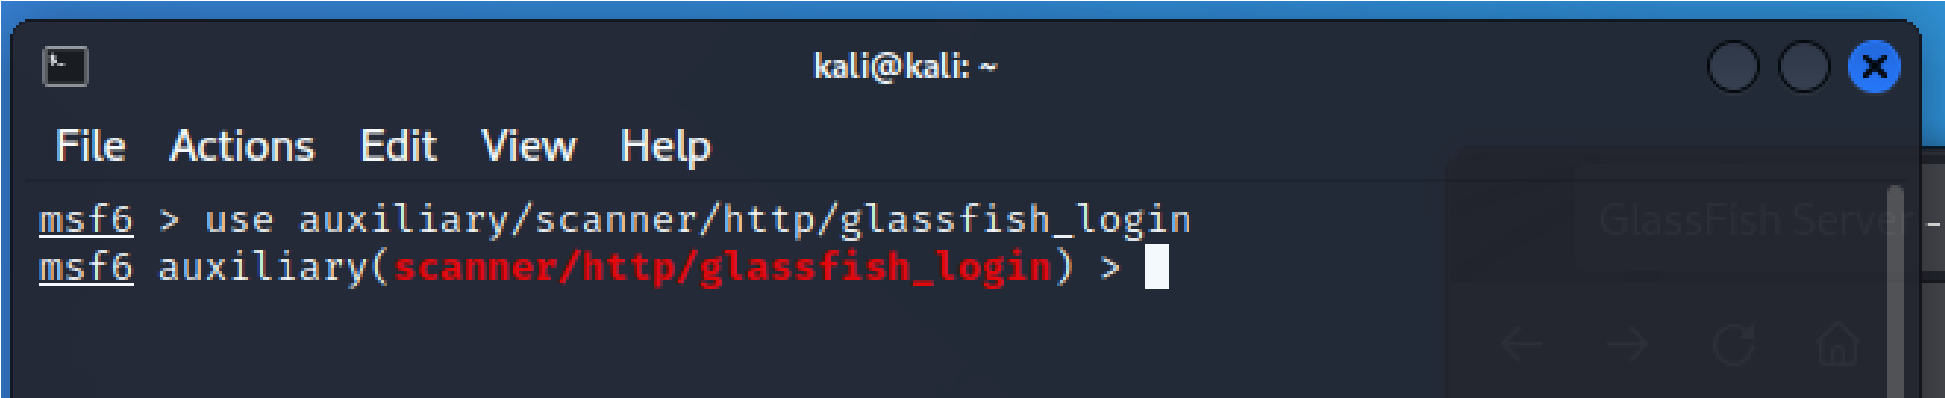 kali@kali: ~
File Actions Edit View Help
msf6 > use auxiliary/scanner/http/glassfish_login
GlassFish Server
msf6 auxiliary(scanner/http/glassfish_login) >